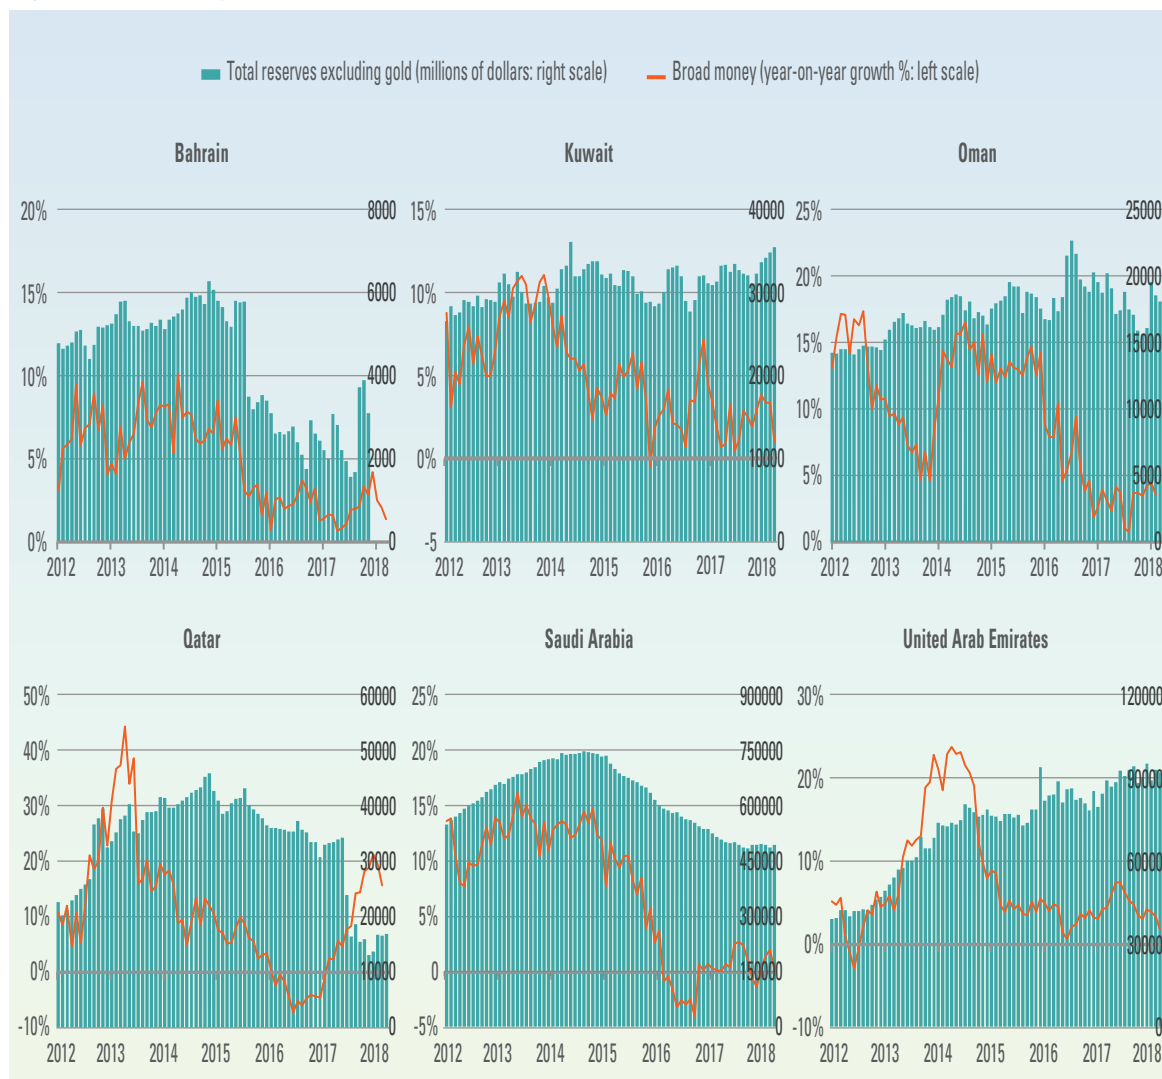 Total reserves excluding gold (millions of dollars: right scale) Broad money (year-on-year growth %: left scale)
Bahrain Kuwait Oman
20% 8000 15% 40000 25% 25000
15% 6000 10% 30000 20% 20000
15% 15000
10% 4000 5% 20000
10% 10000
5% 2000 0% 10000
5% 5000
0% 0 -5 0 0% 0
2012 2013 2014 2015 2016 2017 2018 2012 2013 2014 2015 2016 2017 2018 2012 2013 2014 2015 2016 2017 2018
Qatar Saudi Arabia United Arab Emirates
50% 60000 25% 900000 30% 120000
40% 50000 20% 750000
20% 90000
30% 40000 15% 600000
20% 30000 10% 450000 10% 60000
10% 20000 5% 300000
0% 30000
0% 10000 0 150000
-10% 0 -5% 0 -10% 0
2012 2013 2014 2015 2016 2017 2018 2012 2013 2014 2015 2016 2017 2018 2012 2013 2014 2015 2016 2017 2018